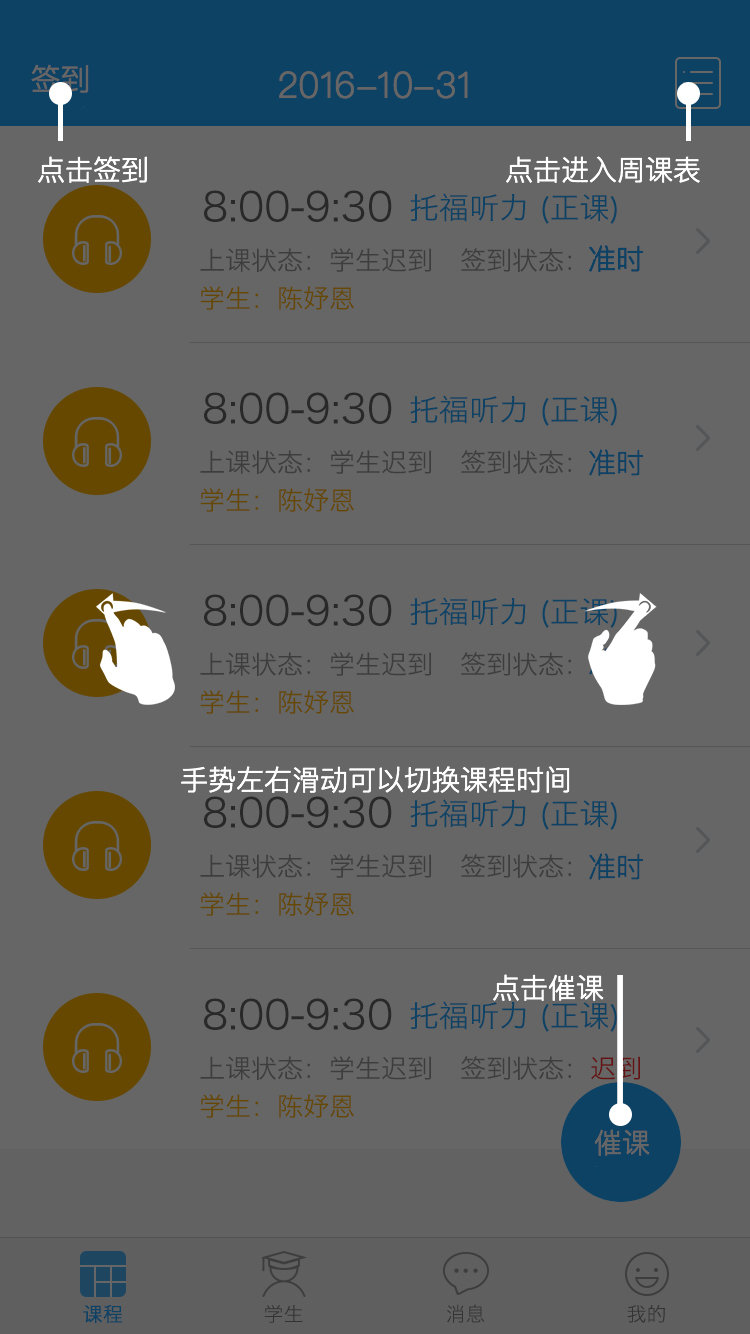 签到
2016-10-31
点击签到
点击进入周课表
8:00-9:30 托福听力 (正课)
上课状态：学生迟到 签到状态：准时
学生：陈妤恩
8:00-9:30 托福听力 (正课)
上课状态：学生迟到 签到状态：准时
学生：陈妤恩
8:00-9:30 托福听力 (正课)
上课状态：学生迟到 签到状态：
学生：陈妤恩
手势左右滑动可以切换课程时间
8:00-9:30 托福听力 (正课)
上课状态：学生迟到 签到状态：准时
学生：陈妤恩
点击催课
8:00-9:30 托福听力 (正课)
上课状态：学生迟到 签到状态：迟到
学生：陈妤恩
催课
课程 学生 消息 我的